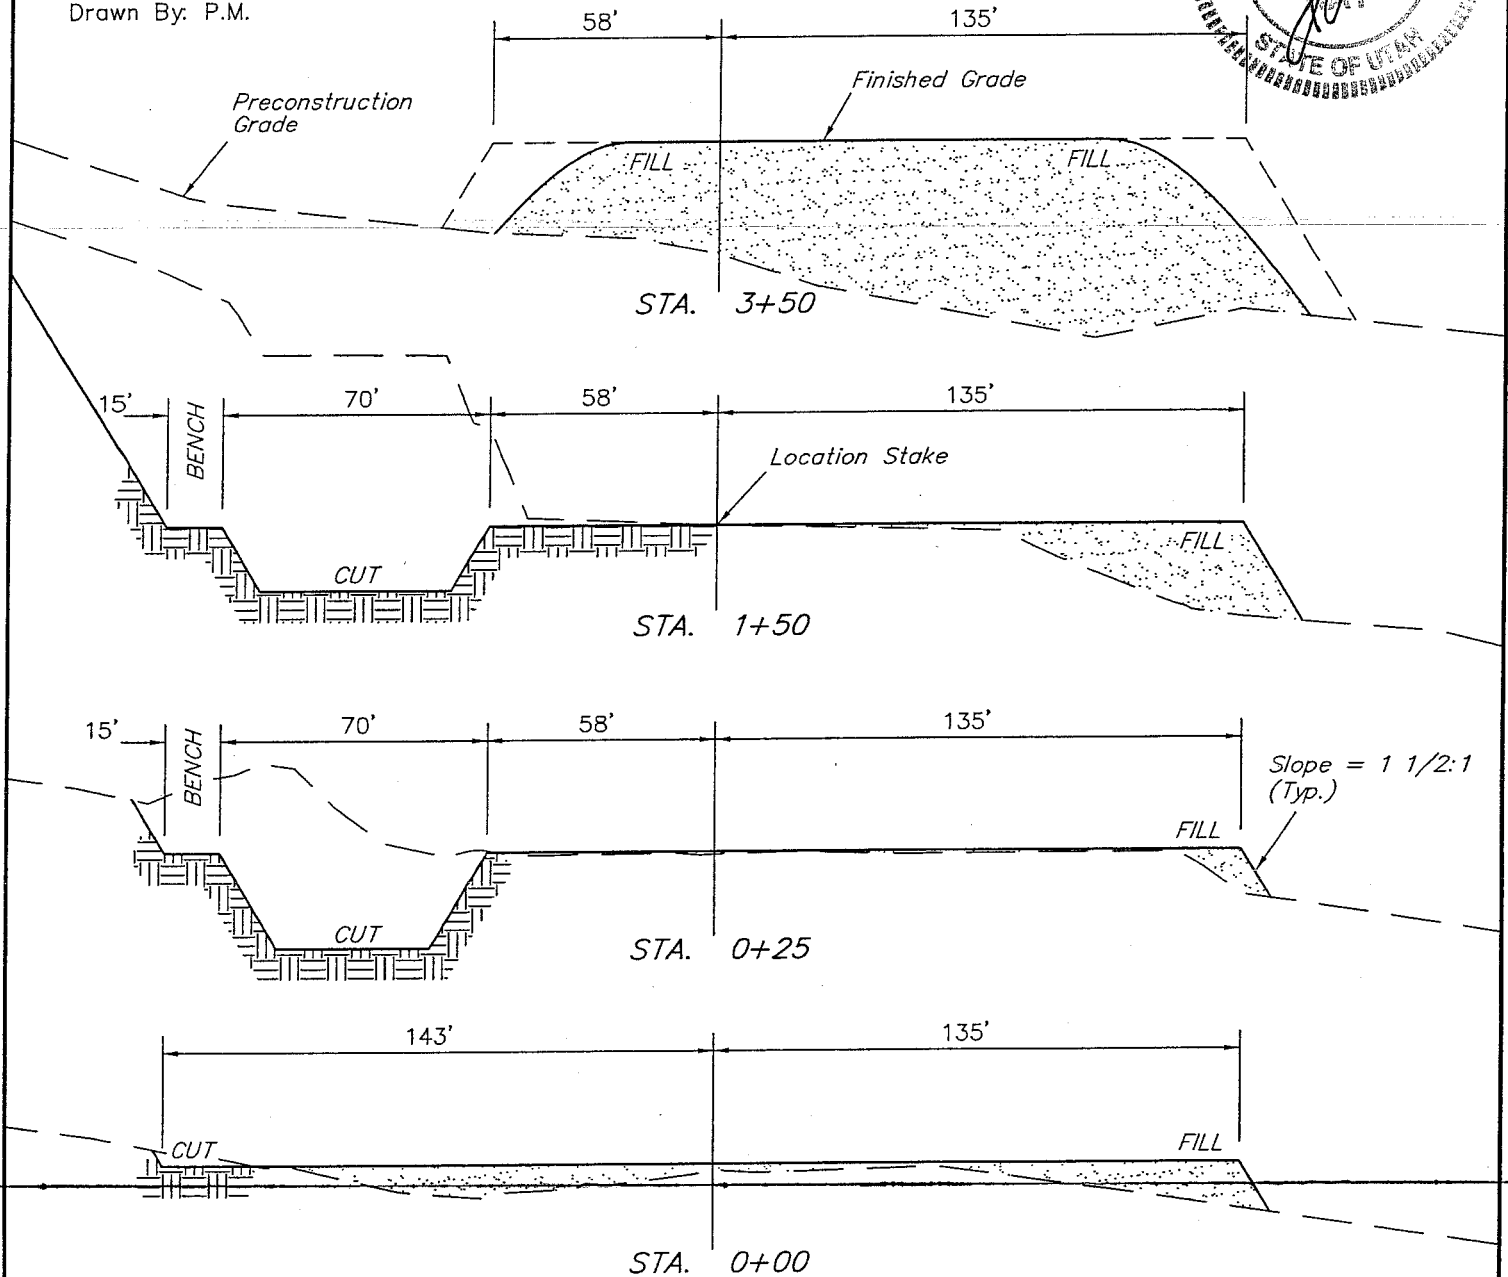 Drawn By: P.M.
STATE OF UTAH
58'
135'
Preconstruction
Grade
Finished Grade
FILL
FILL
STA. 3+50
15'
BENCH
70'
58'
135'
Location Stake
CUT
FILL
STA. 1+50
15'
BENCH
70'
58'
135'
Slope = 1 1/2:1
(Typ.)
FILL
CUT
STA. 0+25
143'
135'
CUT
FILL
STA. 0+00